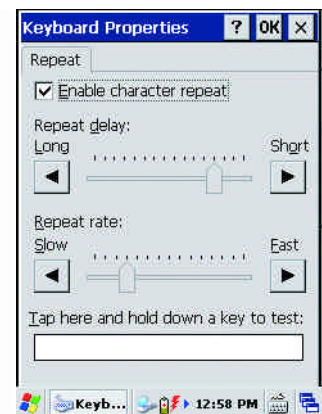 Keyboard Properties ? OK ×
Repeat
Enable character repeat
Repeat delay:
Long Short
Repeat rate:
Slow Fast
Tap here and hold down a key to test:
Keyb... 12:58 PM